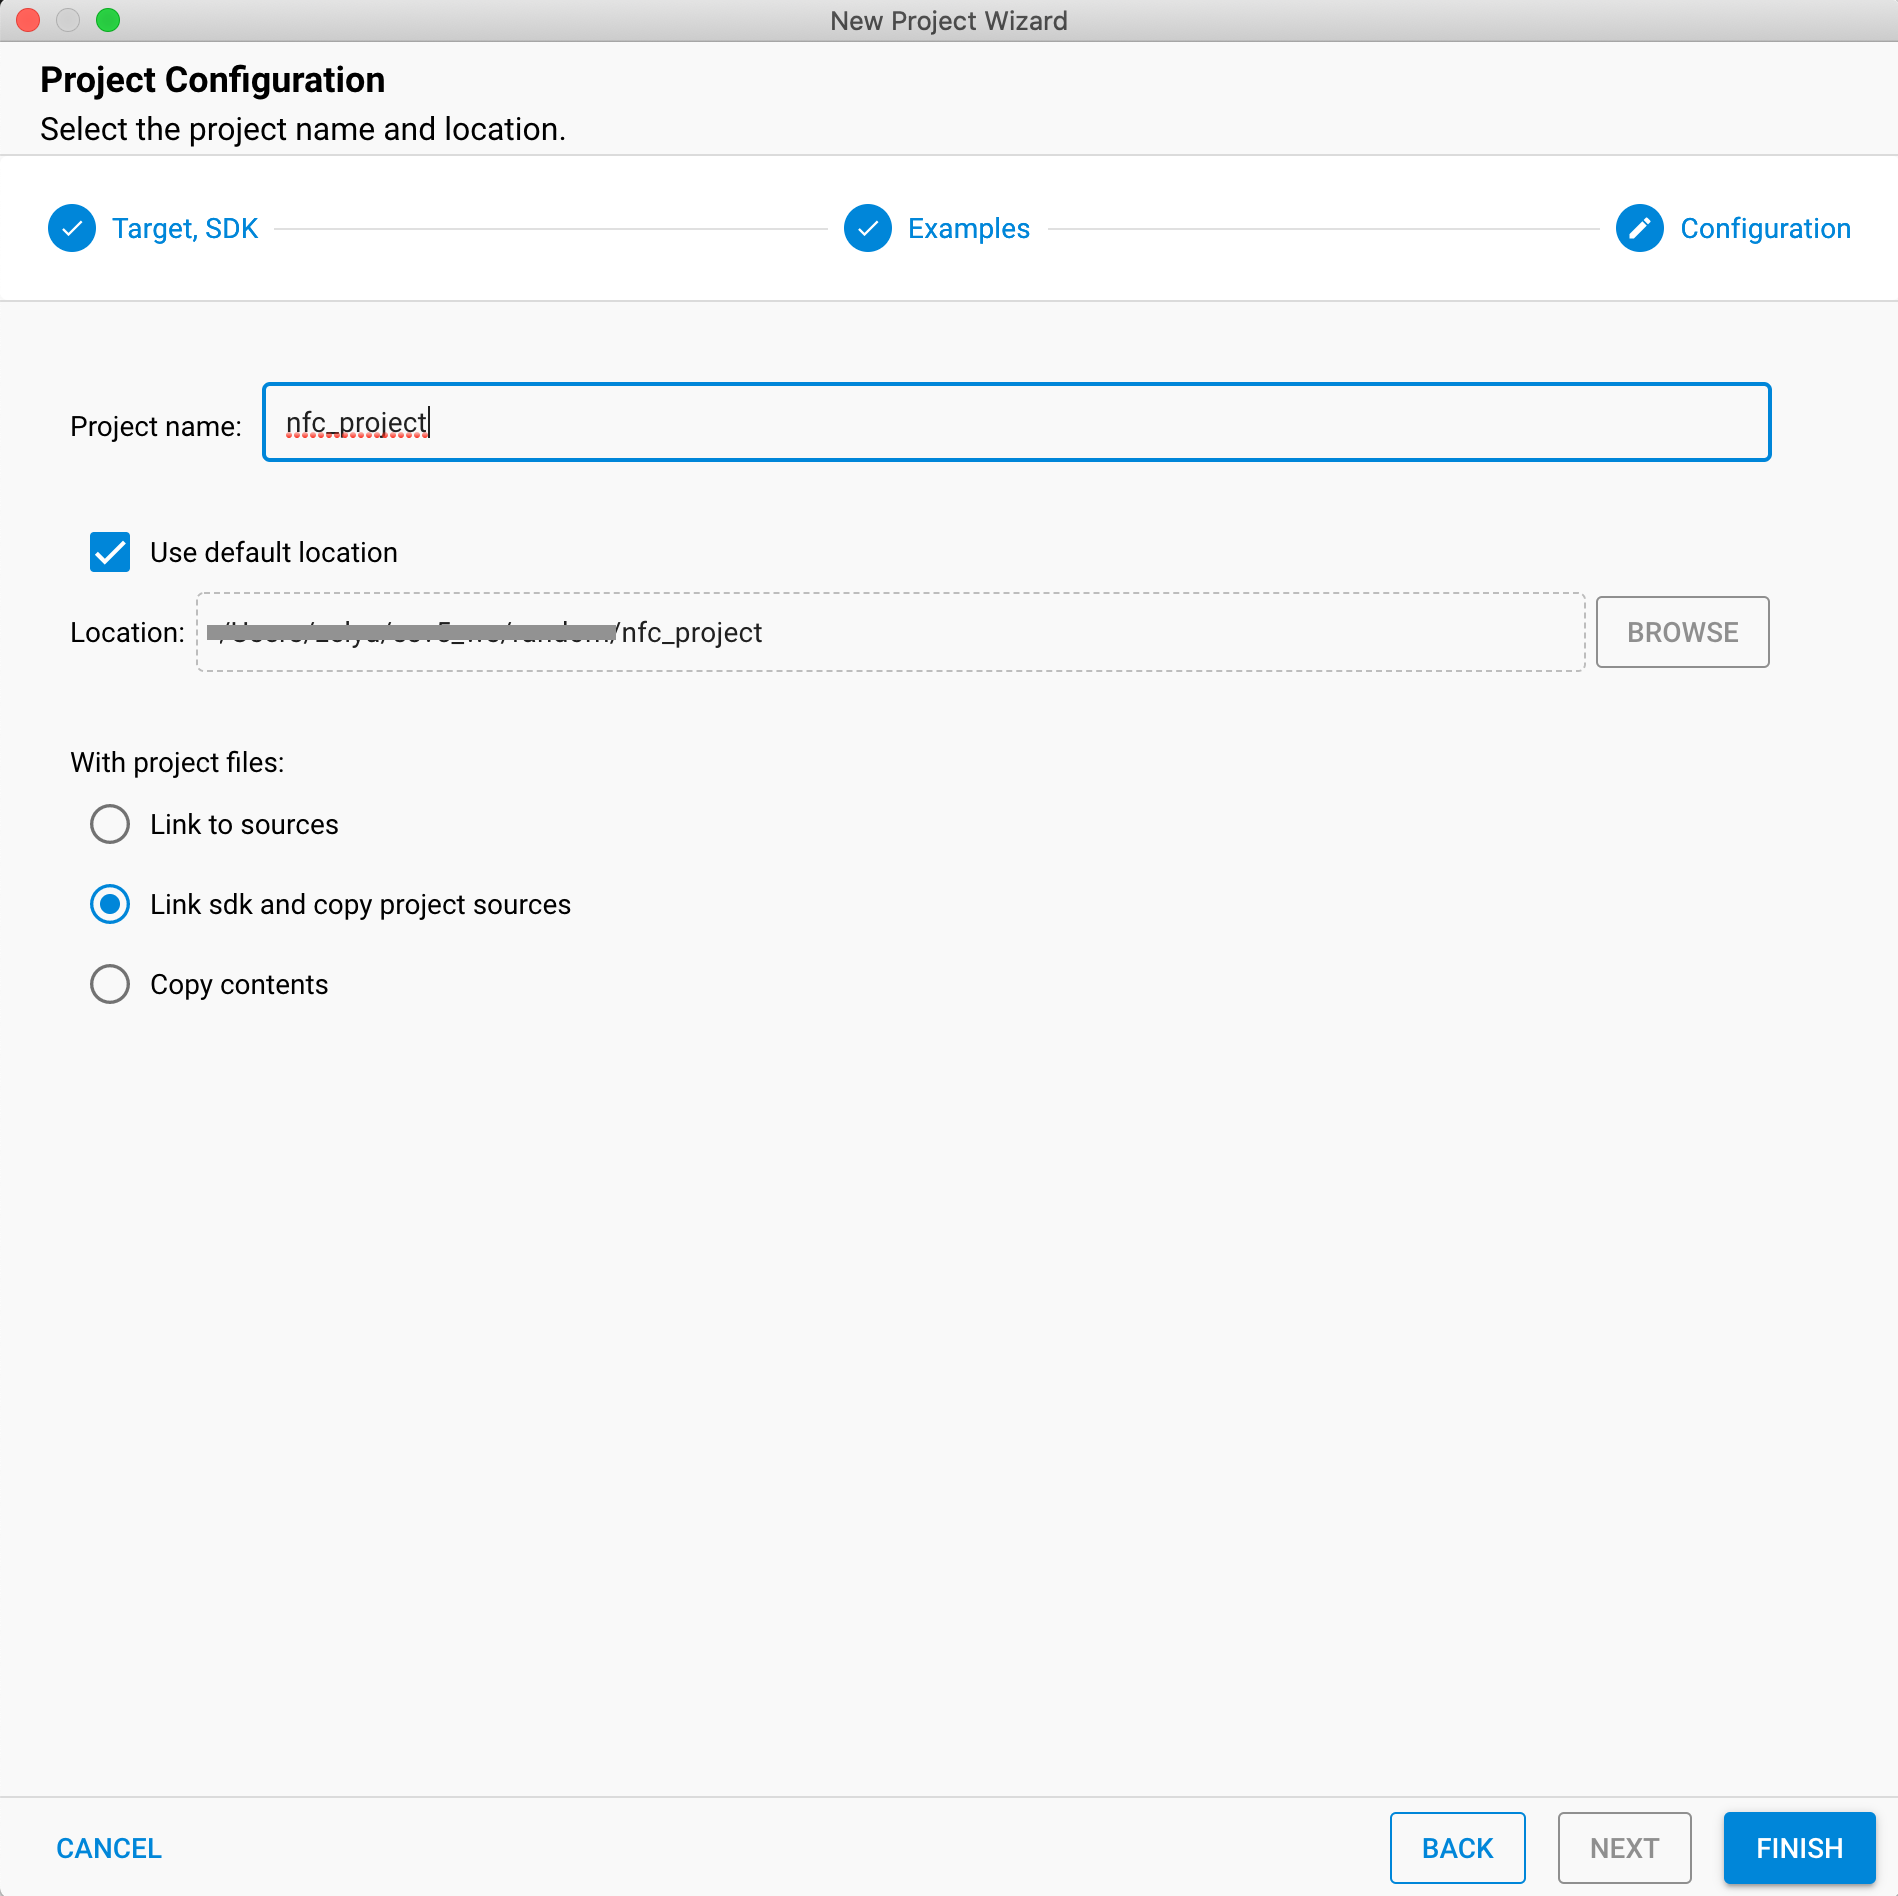 New Project Wizard
Project Configuration
Select the project name and location.
Target, SDK
Examples
Configuration
Project name:
nfc_project
Use default location
Location:
/nfc_project
BROWSE
With project files:
Link to sources
Link sdk and copy project sources
Copy contents
CANCEL
BACK
NEXT
FINISH